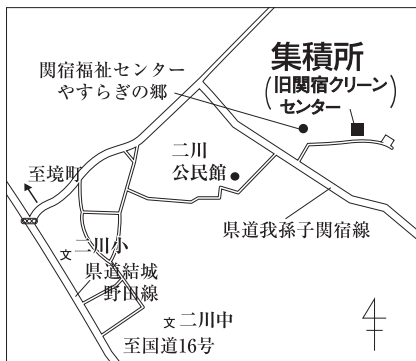 集積所
(旧関宿クリーン
センター)
関宿福祉センター
やすらぎの郷
二川
公民館
至境町
県道我孫子関宿線
文 二川小
県道結城
野田線
文 二川中
至国道16号